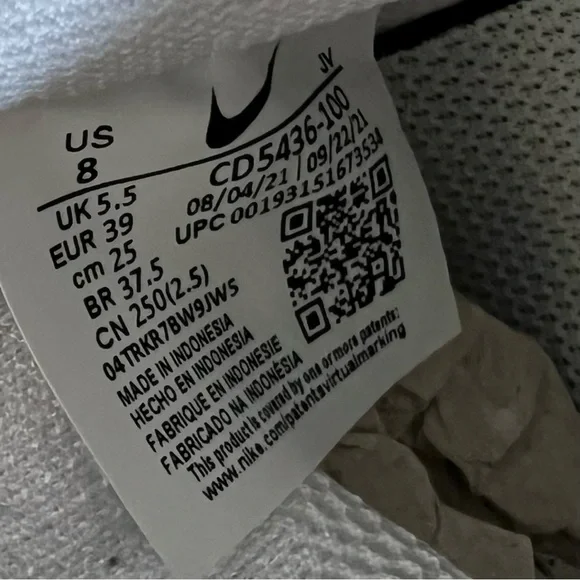 JV
US
8
UK 5.5
EUR 39
cm 25
BR 37.5
CN 250(2.5)
CD5436-100
08/04/21 | 09/22/21
UPC 00193151673534
04TRKR7BW9JWS
MADE IN INDONESIA
HECHO EN INDONESIA
FABRIQUE EN INDONESIE
FABRICADO NA INDONÉSIA
This product is covered by one or more patents:
www.nike.com/patentsvirtualmarking